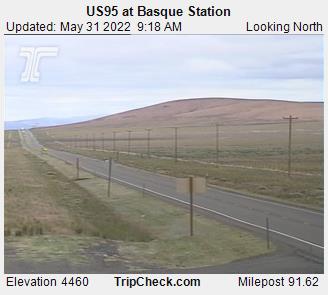 US95 at Basque Station
Updated: May 31 2022 9:18 AM Looking North
Elevation 4460 TripCheck.com Milepost 91.62